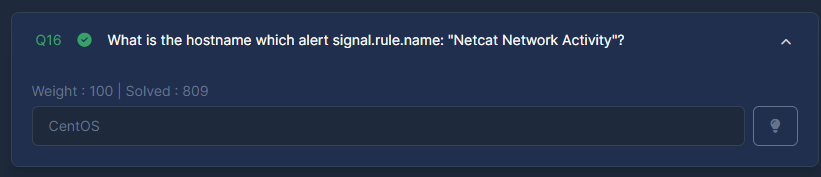 Q16 What is the hostname which alert signal.rule.name: "Netcat Network Activity"?
Weight : 100 | Solved : 809
CentOS